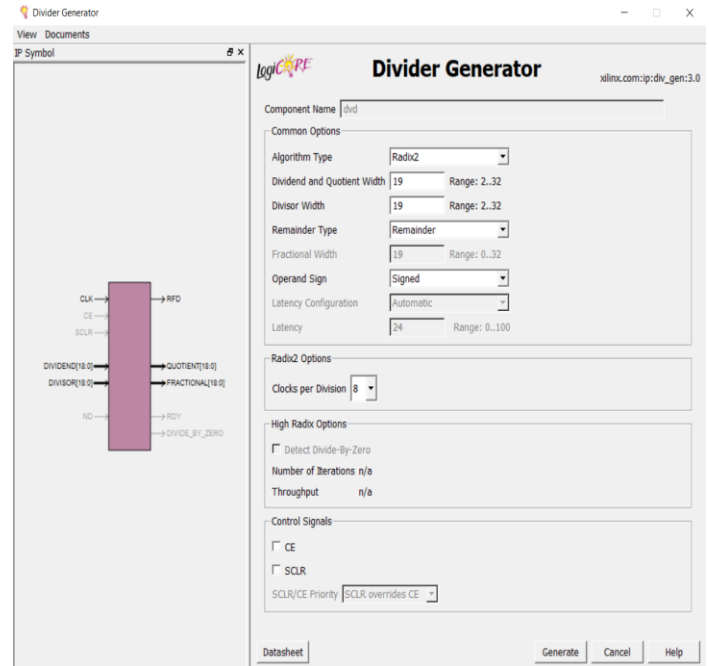 Divider Generator
View Documents
IP Symbol
CLK
CE
SCLR
DIVIDEND[18:0]
DIVISOR[18:0]
ND
RFD
QUOTIENT[18:0]
FRACTIONAL[18:0]
RDY
DIVIDE_BY_ZERO
LogiCORE
Divider Generator
xilinx.com:ip:div_gen:3.0
Component Name dvd
Common Options
Algorithm Type Radix2
Dividend and Quotient Width 19 Range: 2..32
Divisor Width 19 Range: 2..32
Remainder Type Remainder
Fractional Width 19 Range: 0..32
Operand Sign Signed
Latency Configuration Automatic
Latency 24 Range: 0..100
Radix2 Options
Clocks per Division 8
High Radix Options
Detect Divide-By-Zero
Number of Iterations n/a
Throughput n/a
Control Signals
CE
SCLR
SCLR/CE Priority SCLR overrides CE
Datasheet Generate Cancel Help